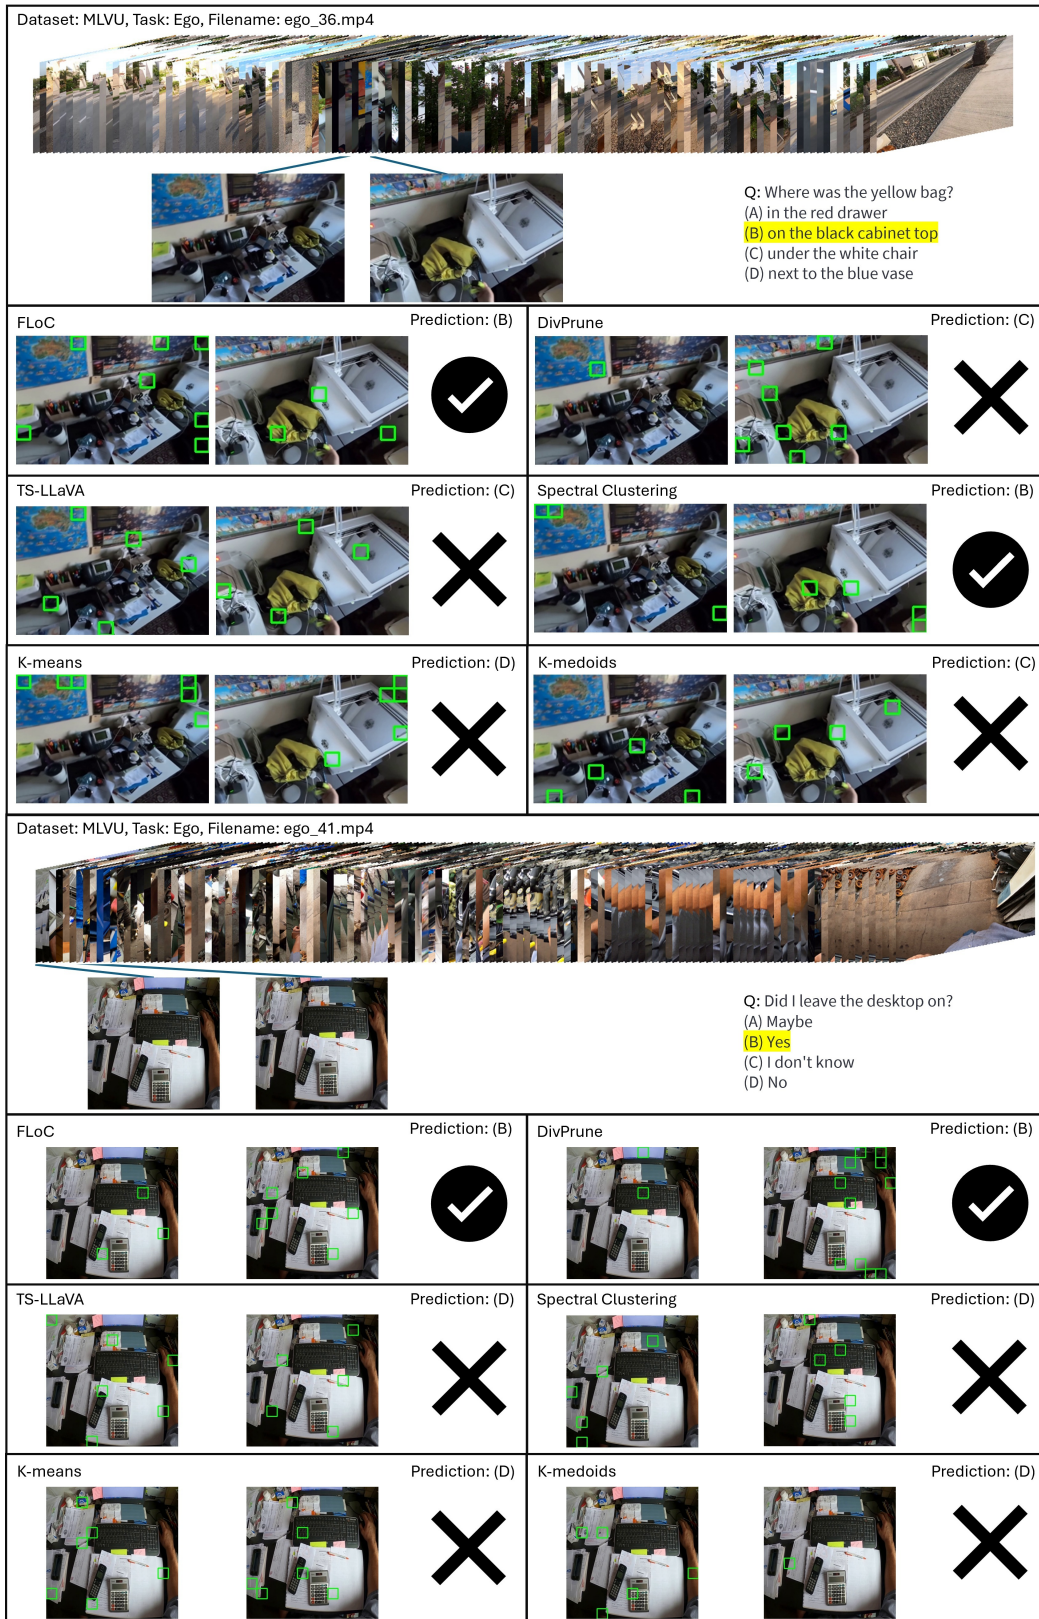 Dataset: MLVU, Task: Ego, Filename: ego_36.mp4
Q: Where was the yellow bag?
(A) in the red drawer
(B) on the black cabinet top
(C) under the white chair
(D) next to the blue vase
FLoC
Prediction: (B)
DivPrune
Prediction: (C)
TS-LLaVA
Prediction: (C)
Spectral Clustering
Prediction: (B)
K-means
Prediction: (D)
K-medoids
Prediction: (C)
Dataset: MLVU, Task: Ego, Filename: ego_41.mp4
Q: Did I leave the desktop on?
(A) Maybe
(B) Yes
(C) I don't know
(D) No
FLoC
Prediction: (B)
DivPrune
Prediction: (B)
TS-LLaVA
Prediction: (D)
Spectral Clustering
Prediction: (D)
K-means
Prediction: (D)
K-medoids
Prediction: (D)